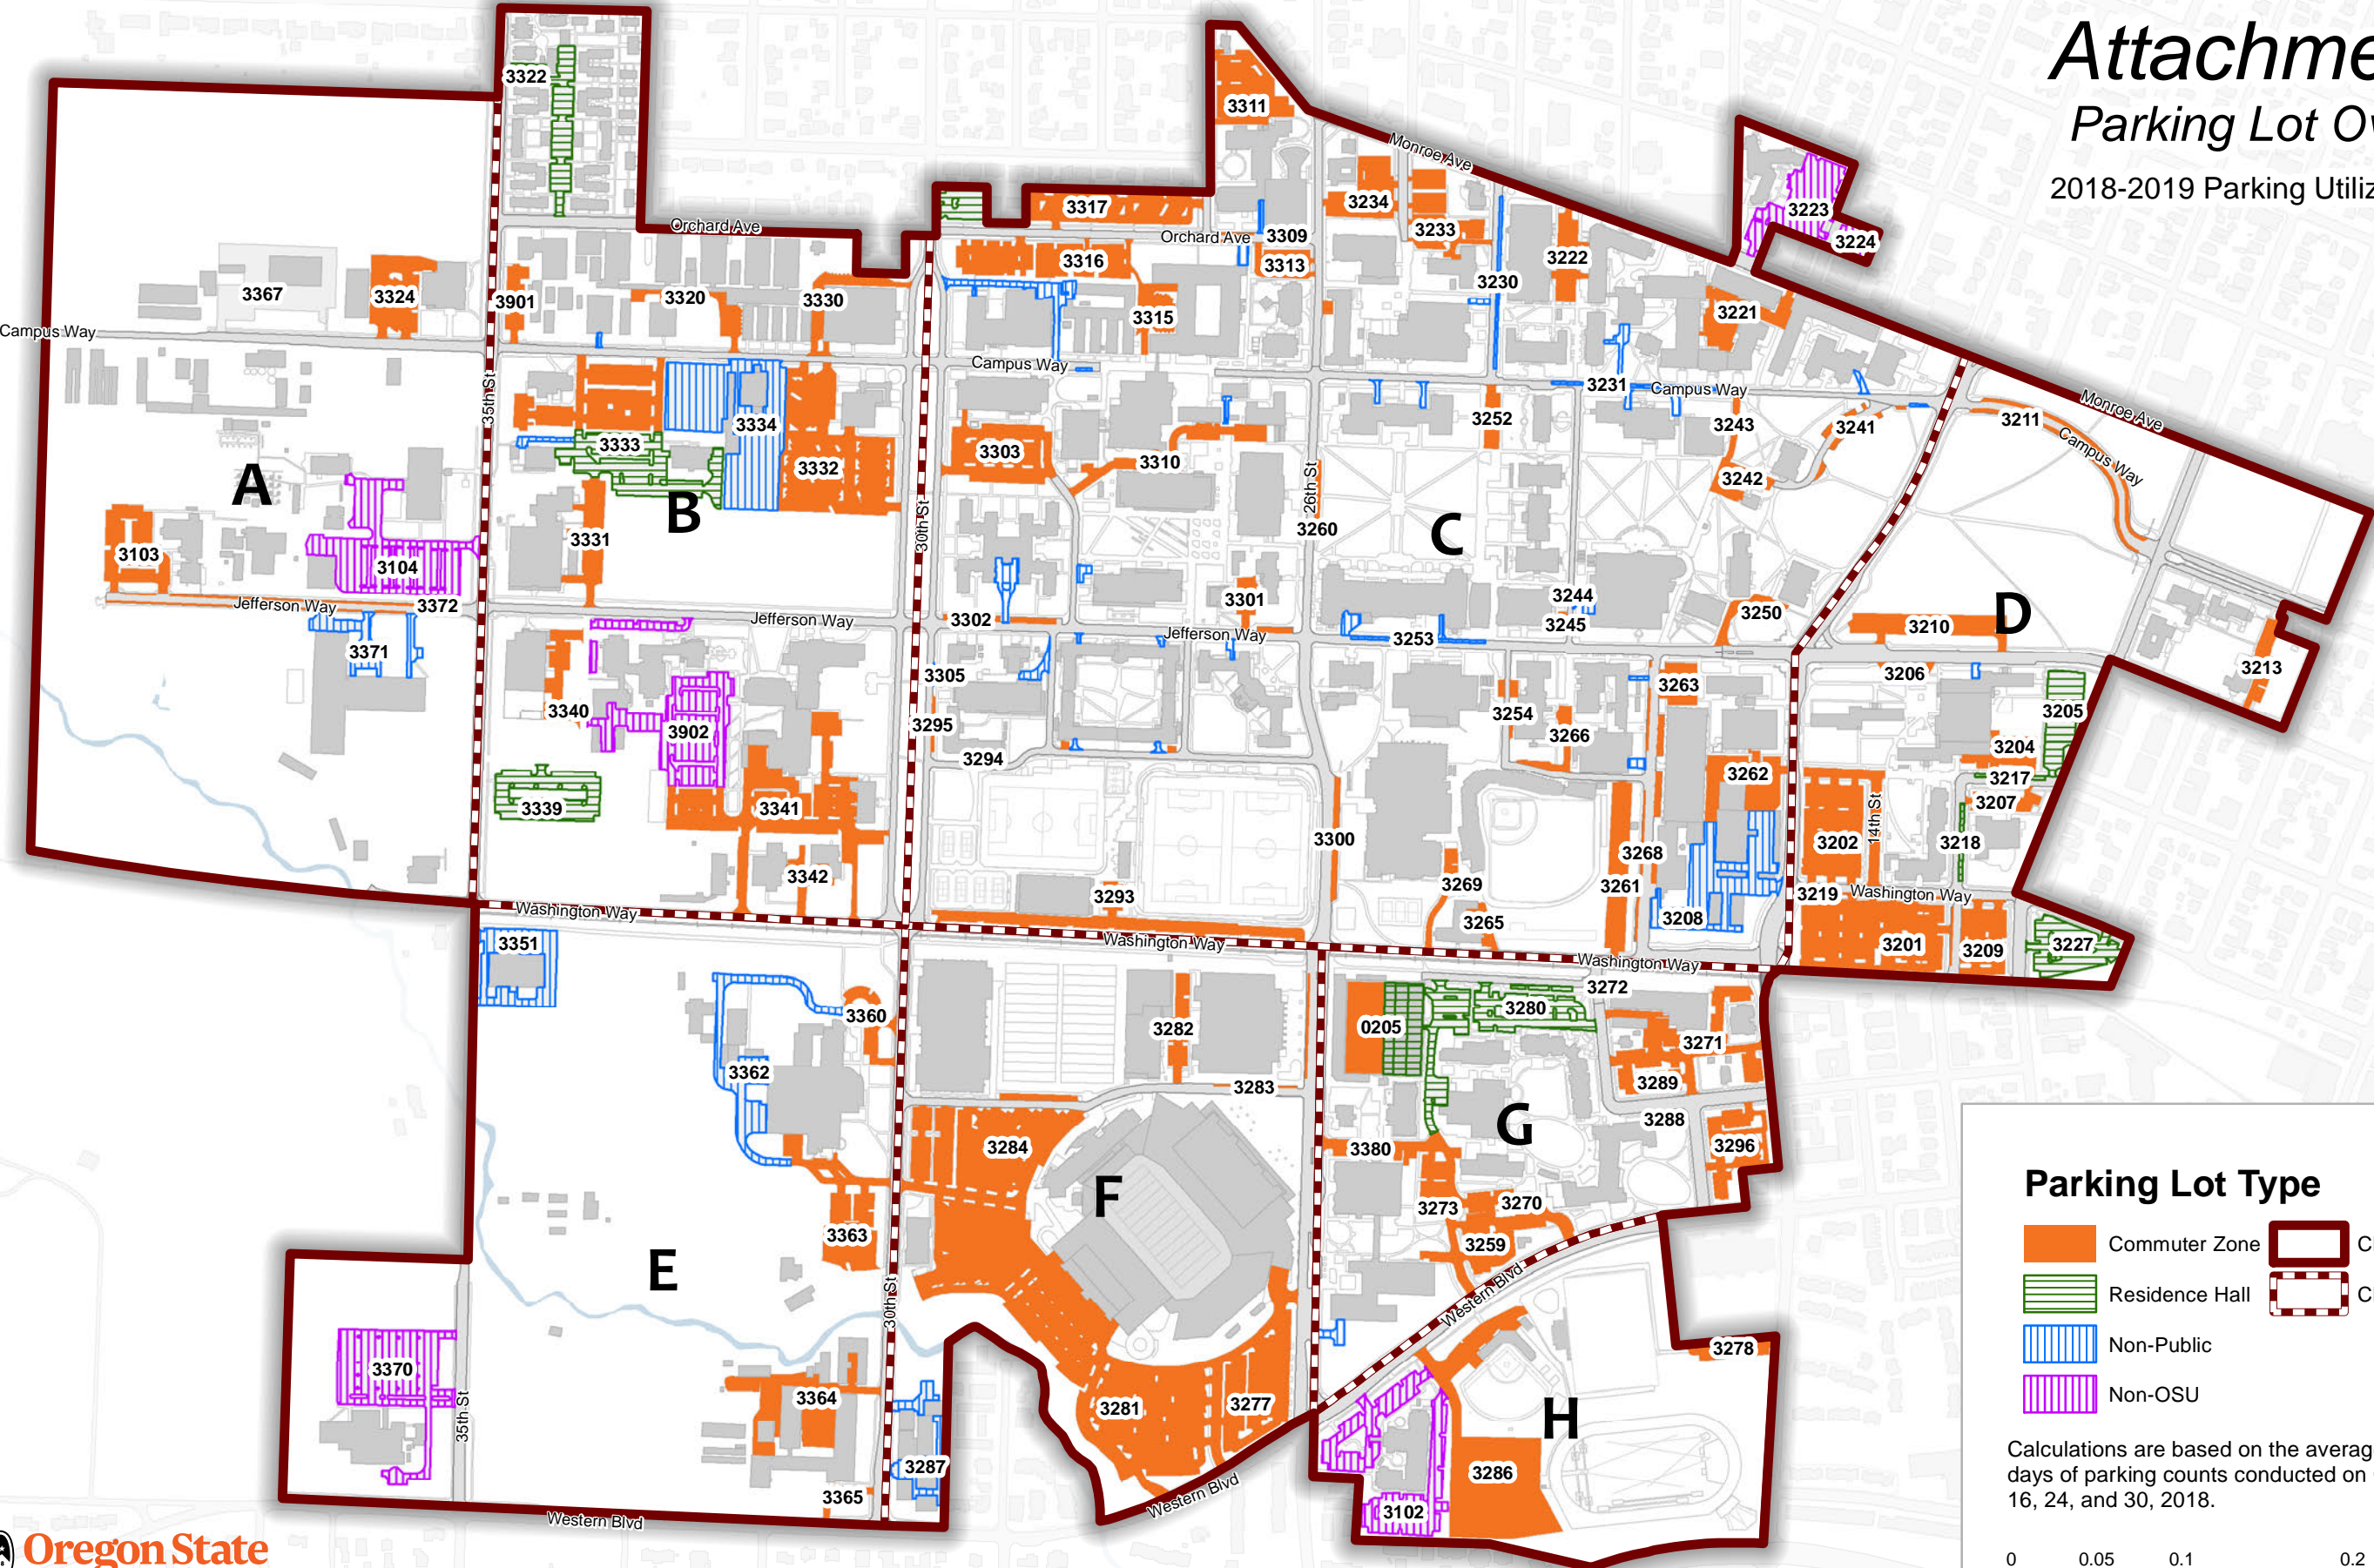 Attachme
Parking Lot Ov
2018-2019 Parking Utiliz
3322
3311
Monroe Ave
3317
3234
3233
3223
3224
Orchard Ave
Orchard Ave
3309
3313
3316
3222
3230
3367
3324
3901
3320
3330
3315
3221
Campus Way
Campus Way
3231
Campus Way
35th St
3334
3333
3332
3303
3310
3252
3243
3241
3242
3211
Monroe Ave
Campus Way
A
B
C
26th St
3260
30th St
3331
3103
3104
3372
Jefferson Way
3371
Jefferson Way
3302
3301
Jefferson Way
3253
3244
3245
3250
3210
D
3206
3213
3205
3305
3295
3294
3340
3902
3254
3266
3263
3262
3204
3217
3207
3339
3341
3342
3300
3268
3261
3269
3265
3208
3202
14th St
3218
3219
Washington Way
3293
Washington Way
Washington Way
Washington Way
3201
3209
3227
3351
3360
3362
3282
3283
0205
3280
3272
3271
3289
3288
3296
3284
F
G
3380
3273
3270
3259
3363
E
30th St
Western Blvd
3278
3370
35th St
3364
3281
3277
H
3287
3286
3102
3365
Western Blvd
Western Blvd
Parking Lot Type
Commuter Zone
Residence Hall
Non-Public
Non-OSU
Calculations are based on the averag
days of parking counts conducted on
16, 24, and 30, 2018.
0 0.05 0.1 0.2
Oregon State